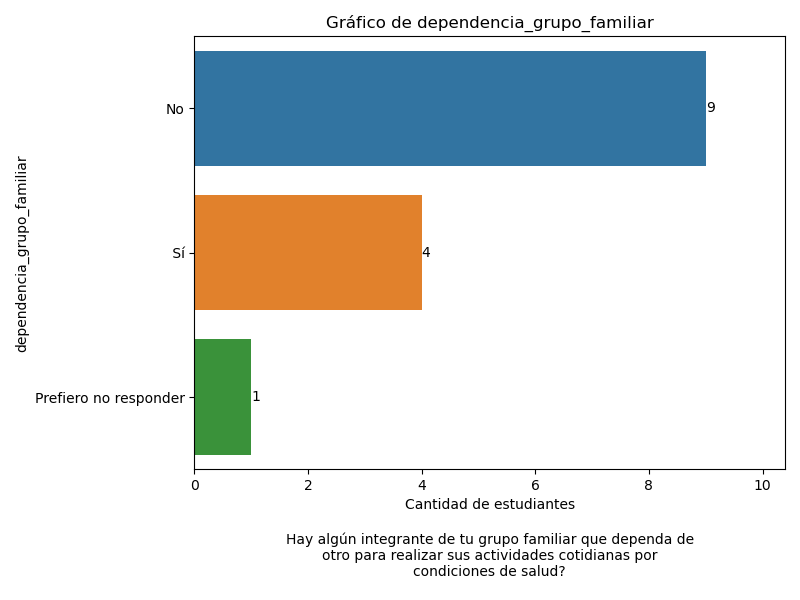 Gráfico de dependencia_grupo_familiar
dependencia_grupo_familiar
No
9
Sí
4
Prefiero no responder
1
0 2 4 6 8 10
Cantidad de estudiantes
Hay algún integrante de tu grupo familiar que dependa de
otro para realizar sus actividades cotidianas por
condiciones de salud?